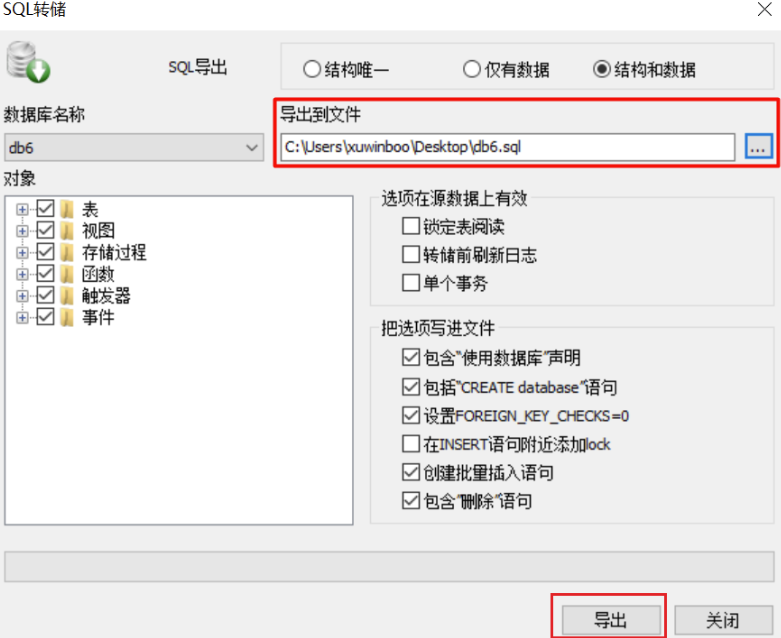 SQL转储
SQL导出
结构唯一
仅有数据
结构和数据
数据库名称
db6
导出到文件
C:\Users\xuwinboo\Desktop\db6.sql
...
对象
表
视图
存储过程
函数
触发器
事件
选项在源数据上有效
锁定表阅读
转储前刷新日志
单个事务
把选项写进文件
包含"使用数据库"声明
包括"CREATE database"语句
设置FOREIGN_KEY_CHECKS=0
在INSERT语句附近添加lock
创建批量插入语句
包含"删除"语句
导出
关闭